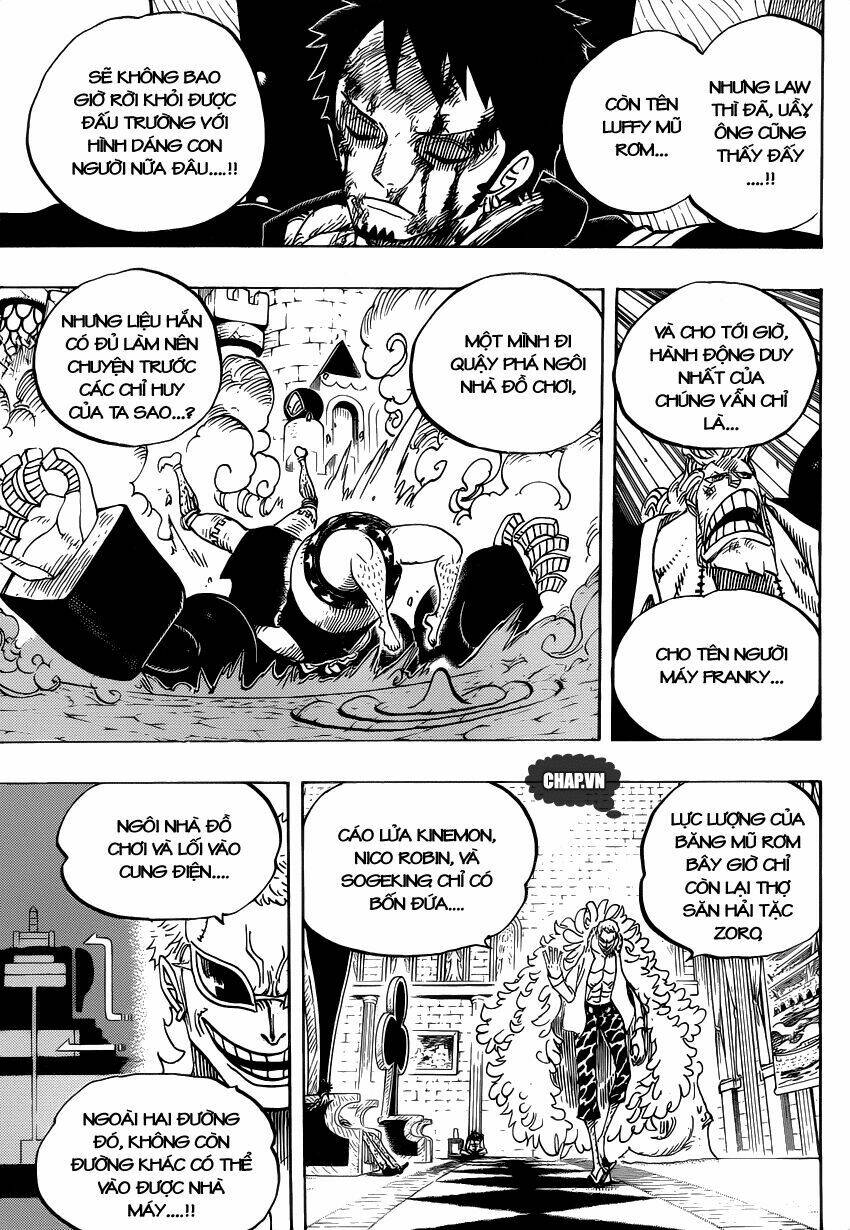 NHƯNG LAW
THÌ ĐÃ, UẦY,
ÔNG CŨNG
THẤY ĐẤY
....!!
CÒN TÊN
LUFFY MŨ
RƠM...
SẼ KHÔNG BAO
GIỜ RỜI KHỎI ĐƯỢC
ĐẤU TRƯỜNG VỚI
HÌNH DÁNG CON
NGƯỜI NỮA ĐÂU....!!
VÀ CHO TỚI GIỜ,
HÀNH ĐỘNG DUY
NHẤT CỦA
CHÚNG VẪN CHỈ
LÀ...
CHO TÊN NGƯỜI
MÁY FRANKY...
MỘT MÌNH ĐI
QUẬY PHÁ NGÔI
NHÀ ĐỒ CHƠI,
NHƯNG LIỆU HẮN
CÓ ĐỦ LÀM NÊN
CHUYỆN TRƯỚC
CÁC CHỈ HUY
CỦA TA SAO...?
CHAP.VN
LỰC LƯỢNG CỦA
BĂNG MŨ RƠM
BÂY GIỜ CHỈ
CÒN LẠI THỢ
SĂN HẢI TẶC
ZORO,
CÁO LỬA KINEMON,
NICO ROBIN, VÀ
SOGEKING. CHỈ CÓ
BỐN ĐỨA....
NGÔI NHÀ ĐỒ
CHƠI VÀ LỐI VÀO
CUNG ĐIỆN....
NGOÀI HAI ĐƯỜNG
ĐÓ, KHÔNG CÒN
ĐƯỜNG KHÁC CÓ THỂ
VÀO ĐƯỢC NHÀ
MÁY....!!